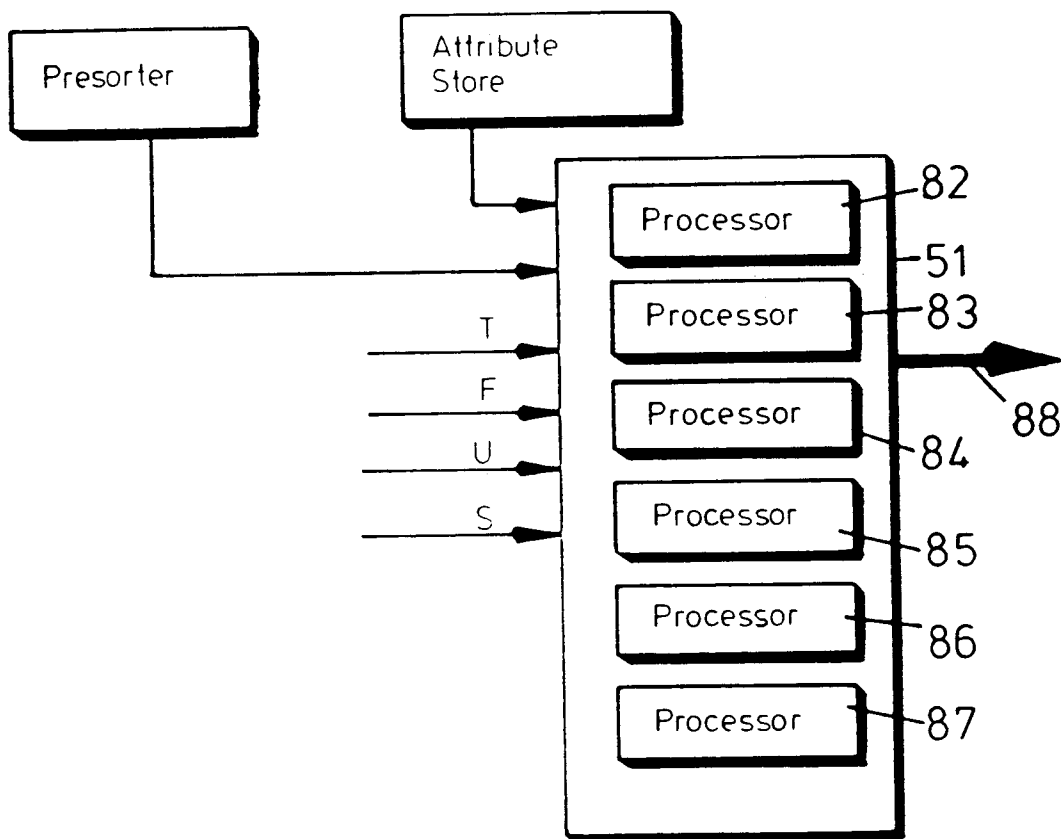 Presorter
Attribute
Store
Processor
82
51
Processor
83
T
88
F
Processor
84
U
S
Processor
85
Processor
86
Processor
87